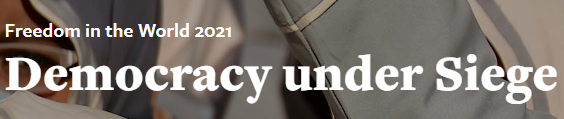 Freedom in the World 2021
Democracy under Siege